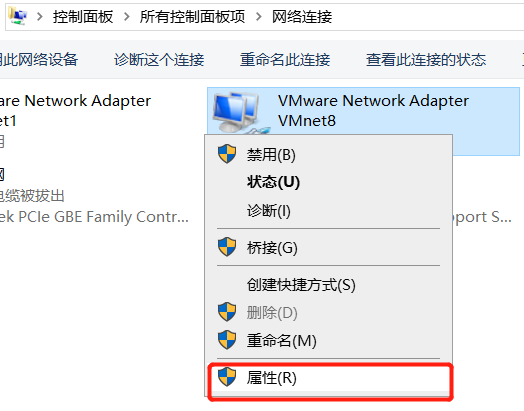 控制面板 > 所有控制面板项 > 网络连接
用此网络设备 诊断这个连接 重命名此连接 查看此连接的状态
are Network Adapter
et1
用
VMware Network Adapter
VMnet8
网
电缆被拔出
ek PCIe GBE Family Contr...
pport S...
禁用(B)
状态(U)
诊断(I)
桥接(G)
创建快捷方式(S)
删除(D)
重命名(M)
属性(R)